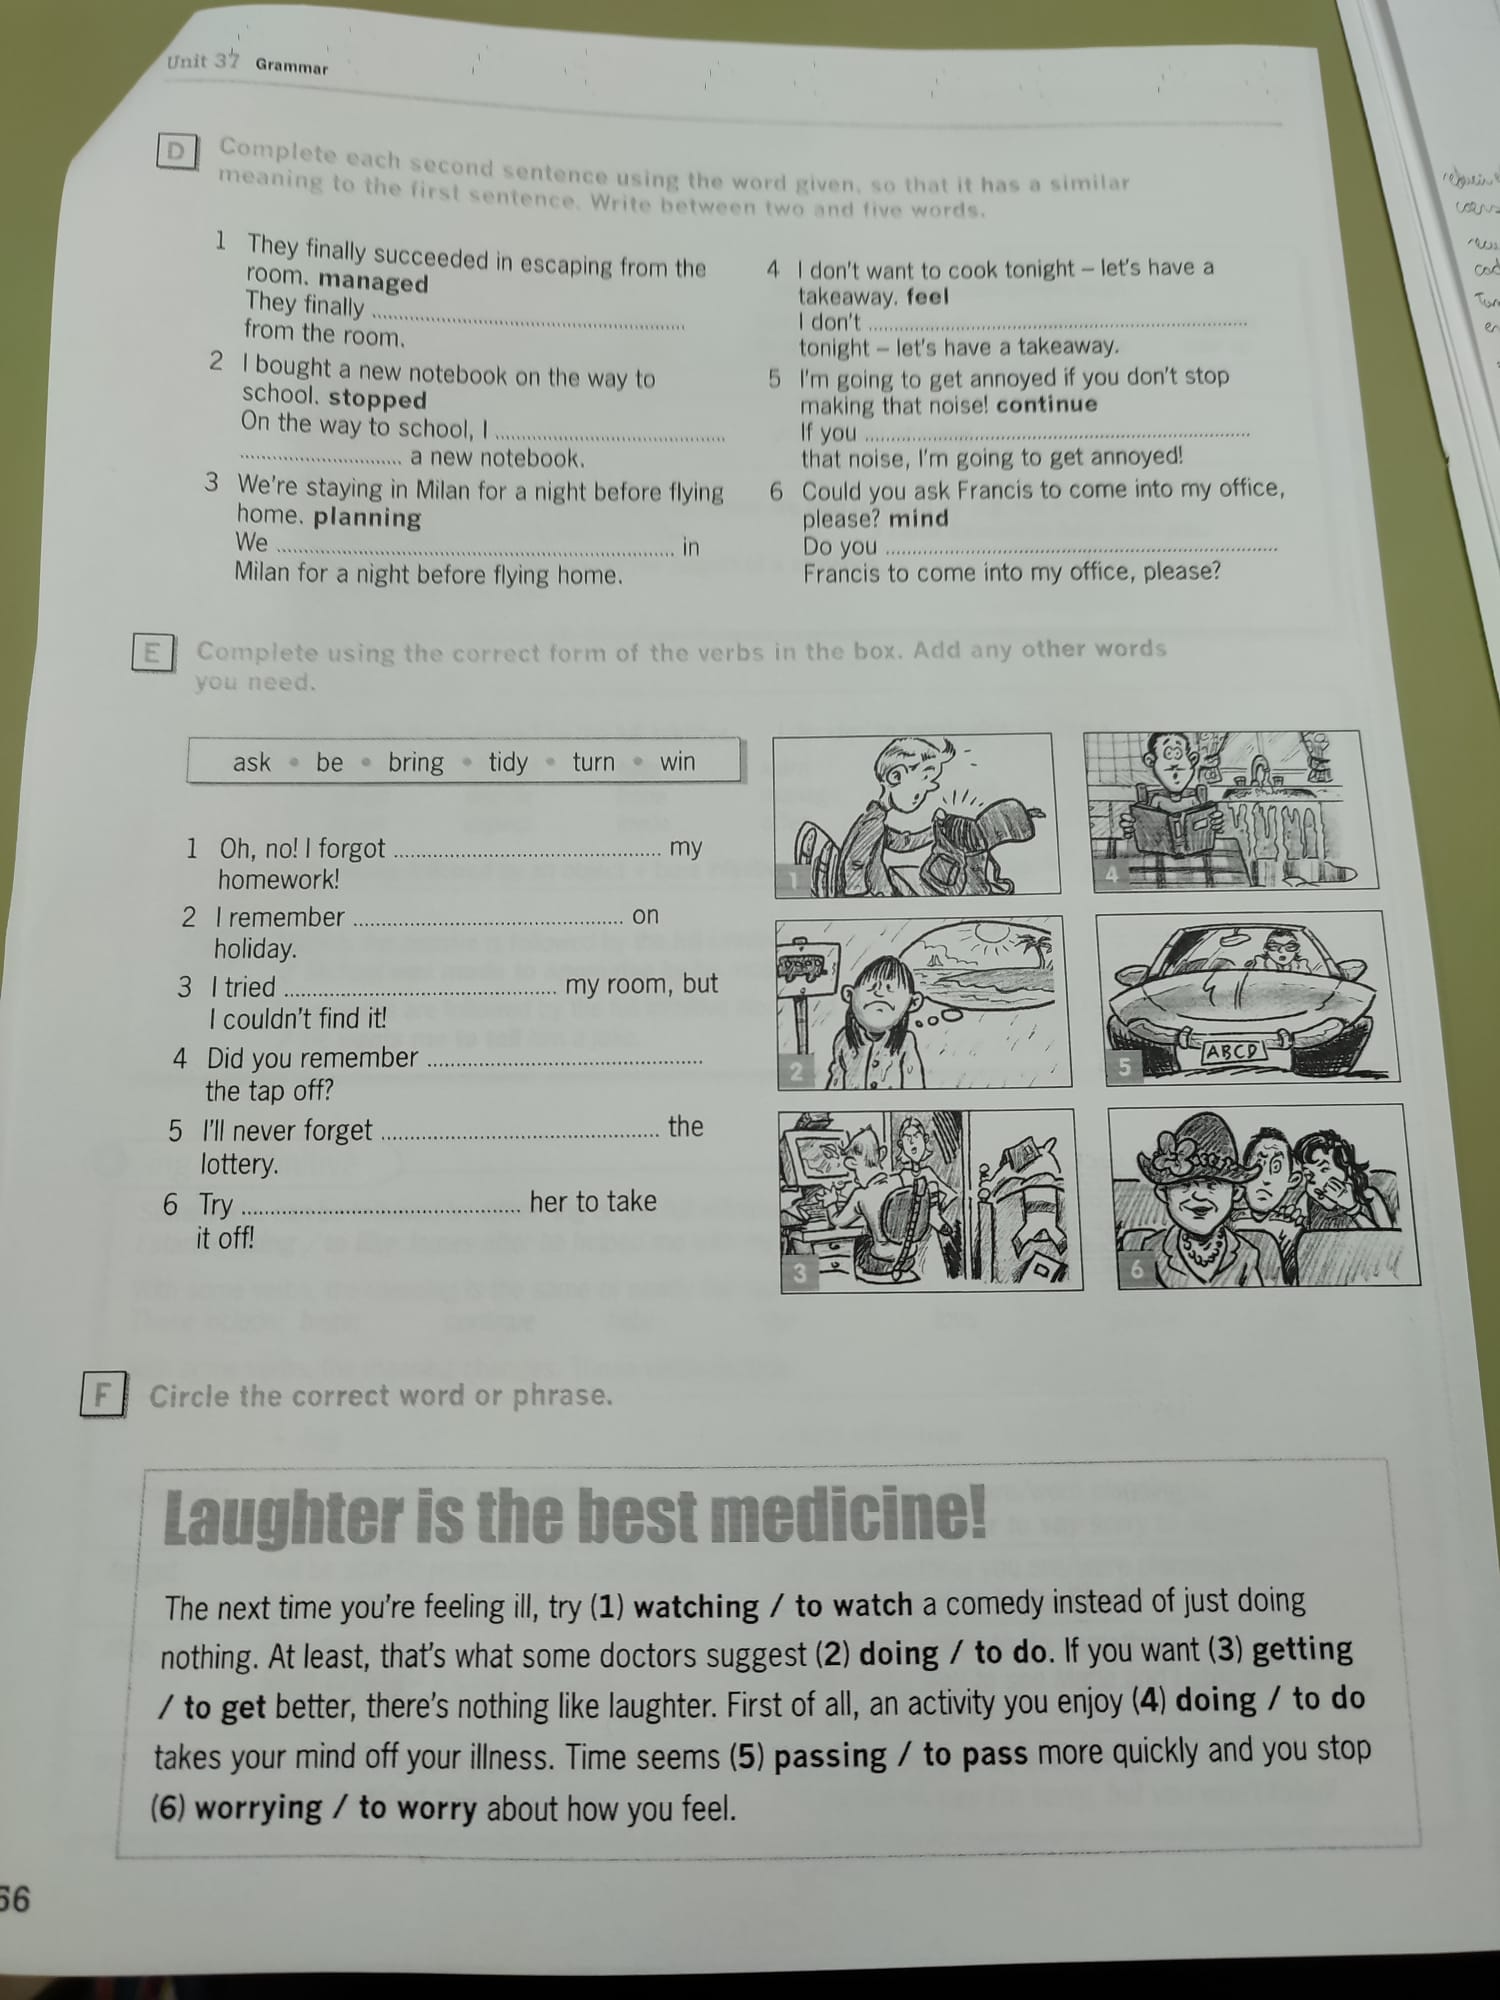 Unit 37 Grammar
D Complete each second sentence using the word given, so that it has a similar
meaning to the first sentence. Write between two and five words.
1 They finally succeeded in escaping from the
room. managed
They finally ............................................................
from the room.
2 I bought a new notebook on the way to
school. stopped
On the way to school, I ............................................
............................... a new notebook.
3 We're staying in Milan for a night before flying
home. planning
We ............................................................................ in
Milan for a night before flying home.
4 I don't want to cook tonight – let's have a
takeaway. feel
I don't .........................................................................
tonight – let's have a takeaway.
5 I'm going to get annoyed if you don't stop
making that noise! continue
If you ..........................................................................
that noise, I'm going to get annoyed!
6 Could you ask Francis to come into my office,
please? mind
Do you ...........................................................................
Francis to come into my office, please?
E Complete using the correct form of the verbs in the box. Add any other words
you need.
ask • be • bring • tidy • turn • win
1 Oh, no! I forgot ............................................... my
homework!
2 I remember ............................................... on
holiday.
3 I tried ............................................... my room, but
I couldn't find it!
4 Did you remember ...............................................
the tap off?
5 I'll never forget ............................................... the
lottery.
6 Try ............................................... her to take
it off!
1
4
2
5
ABCD
3
6
F Circle the correct word or phrase.
Laughter is the best medicine!
The next time you're feeling ill, try (1) watching / to watch a comedy instead of just doing
nothing. At least, that's what some doctors suggest (2) doing / to do. If you want (3) getting
/ to get better, there's nothing like laughter. First of all, an activity you enjoy (4) doing / to do
takes your mind off your illness. Time seems (5) passing / to pass more quickly and you stop
(6) worrying / to worry about how you feel.